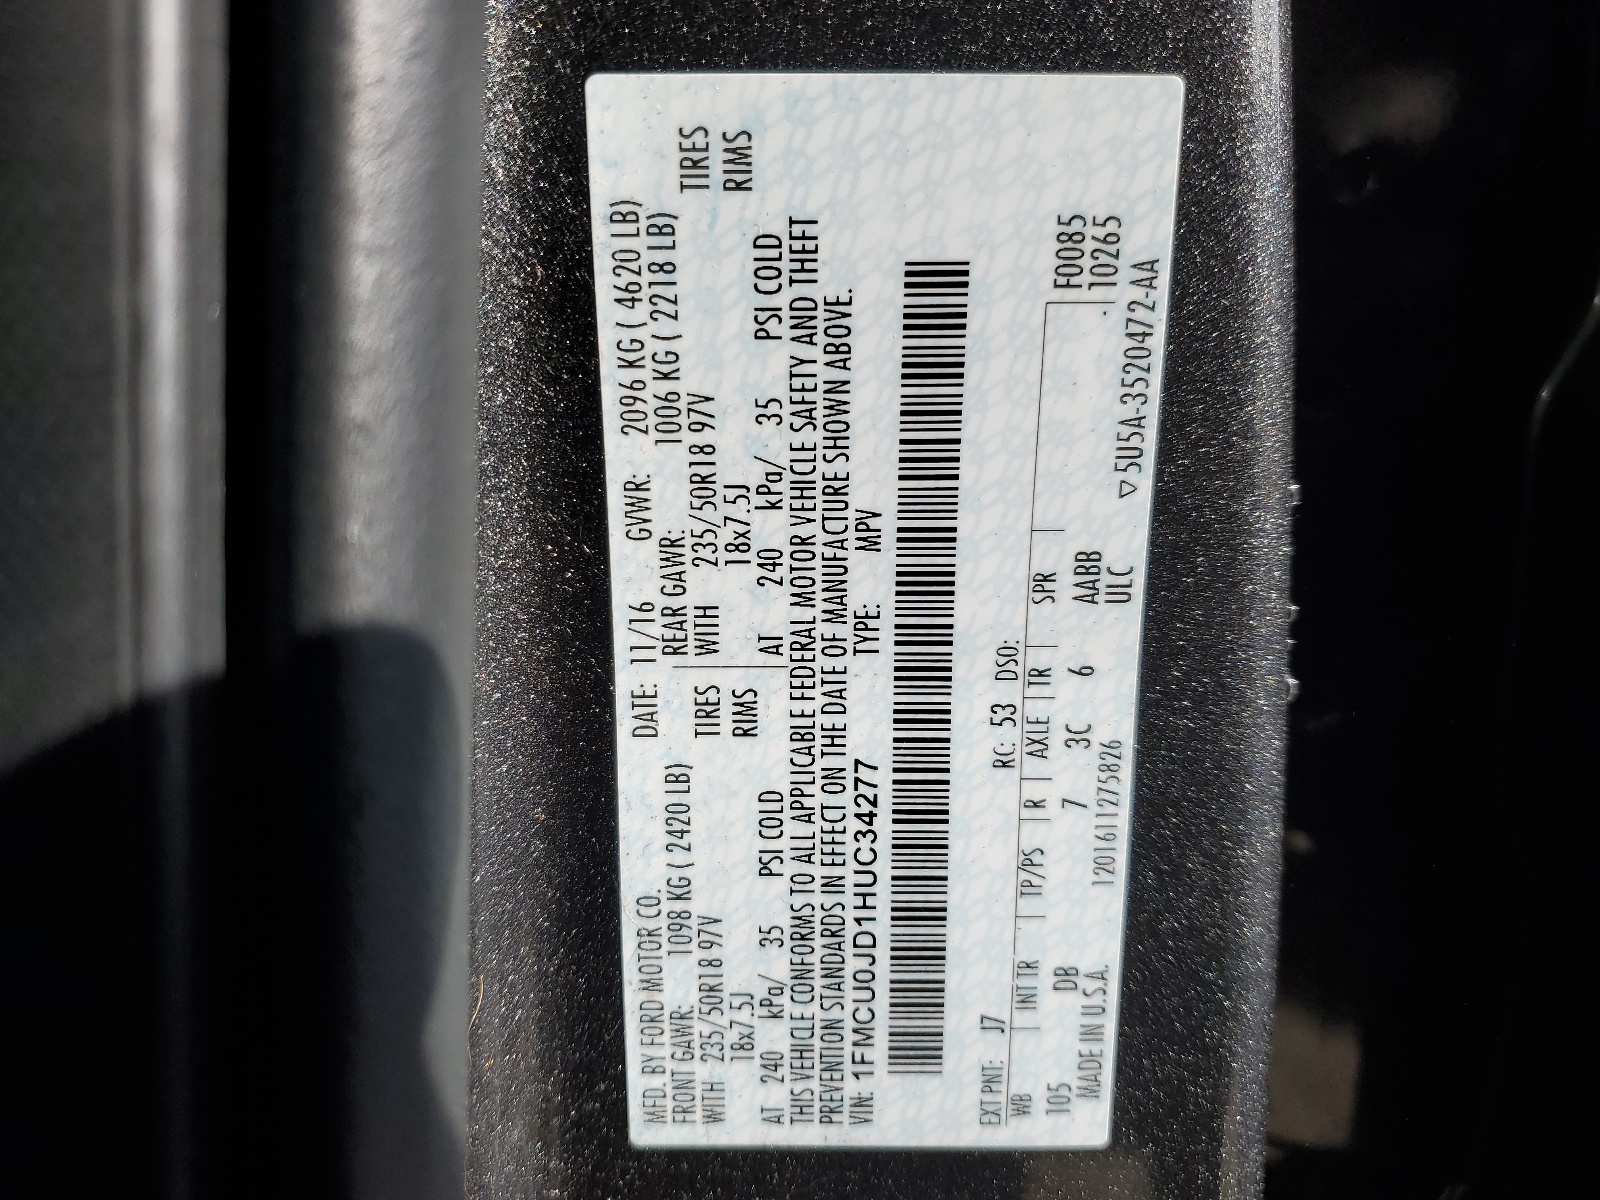 MFD. BY FORD MOTOR CO. DATE: 11/16 GVWR: 2096 KG ( 4620 LB)
FRONT GAWR: 1098 KG ( 2420 LB) REAR GAWR: 1006 KG ( 2218 LB)
WITH 235/50R18 97V TIRES WITH 235/50R18 97V TIRES
18x7.5J RIMS 18x7.5J RIMS
AT 240 kPa/ 35 PSI COLD AT 240 kPa/ 35 PSI COLD
THIS VEHICLE CONFORMS TO ALL APPLICABLE FEDERAL MOTOR VEHICLE SAFETY AND THEFT
PREVENTION STANDARDS IN EFFECT ON THE DATE OF MANUFACTURE SHOWN ABOVE.
VIN: 1FMCU0JD1HUC34277 TYPE: MPV
EXT PNT: J7 RC: 53 DSO:
WB INT TR TP/PS R AXLE TR SPR F0085
105 DB 7 3C 6 AABB 10265
MADE IN U.S.A. 1201611275826 ULC ▽5U5A-3520472-AA